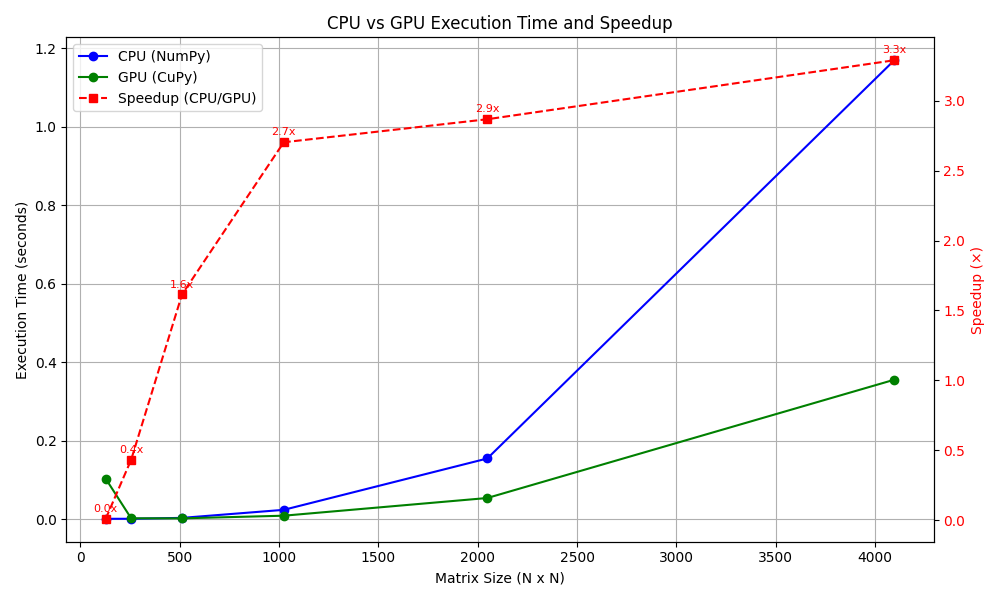 CPU vs GPU Execution Time and Speedup
CPU (NumPy)
GPU (CuPy)
Speedup (CPU/GPU)
Execution Time (seconds)
1.2
1.0
0.8
0.6
0.4
0.2
0.0
0.0x
0.4x
1.6x
2.7x
2.9x
3.3x
3.0
2.5
2.0
1.5
1.0
0.5
0.0
Speedup (×)
0 500 1000 1500 2000 2500 3000 3500 4000
Matrix Size (N x N)